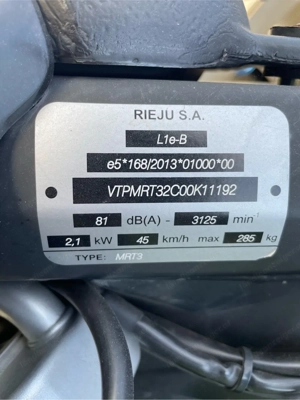 RIEJU S.A.
L1e-B
e5*168/2013*01000*00
VTPMRT32C00K11192
81 dB(A) - 3125 min⁻¹
2,1 kW 45 km/h max 285 kg
TYPE: MRT3